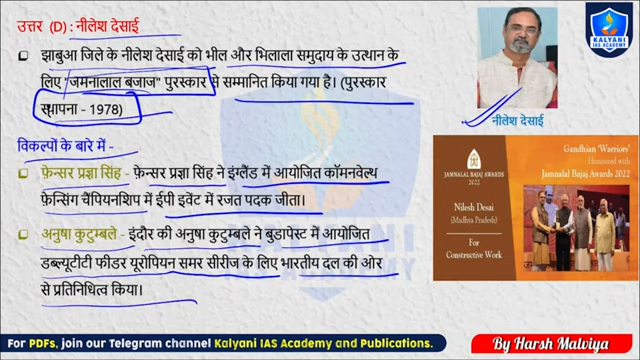 उत्तर (D): नीलेश देसाई
झाबुआ जिले के नीलेश देसाई को भील और भिलाला समुदाय के उत्थान के
लिए "जमनालाल बजाज" पुरस्कार से सम्मानित किया गया है। (पुरस्कार
स्थापना - 1978)
विकल्पों के बारे में -
फ़ेन्सर प्रज्ञा सिंह - फ़ेन्सर प्रज्ञा सिंह ने इंग्लैंड में आयोजित कॉमनवेल्थ
फ़ेसिंग चैंपियनशिप में ईपी इवेंट में रजत पदक जीता।
अनुषा कुटुम्बले - इंदौर की अनुषा कुटुम्बले ने बुडापेस्ट में आयोजित
डब्ल्यूटीटी फीडर यूरोपियन समर सीरीज के लिए भारतीय दल की ओर
से प्रतिनिधित्व किया।
KALYANI
IAS ACADEMY
नीलेश देसाई
JAMNALAL BAJAJ AWARDS
2022
Nilesh Desai
(Madhya Pradesh)
For
Constructive Work
Gandhian 'Warriors'
Honoured with
Jamnalal Bajaj Awards 2022
KALYANI
IAS ACADEMY
For PDFs, join our Telegram channel Kalyani IAS Academy and Publications.
By Harsh Malviya